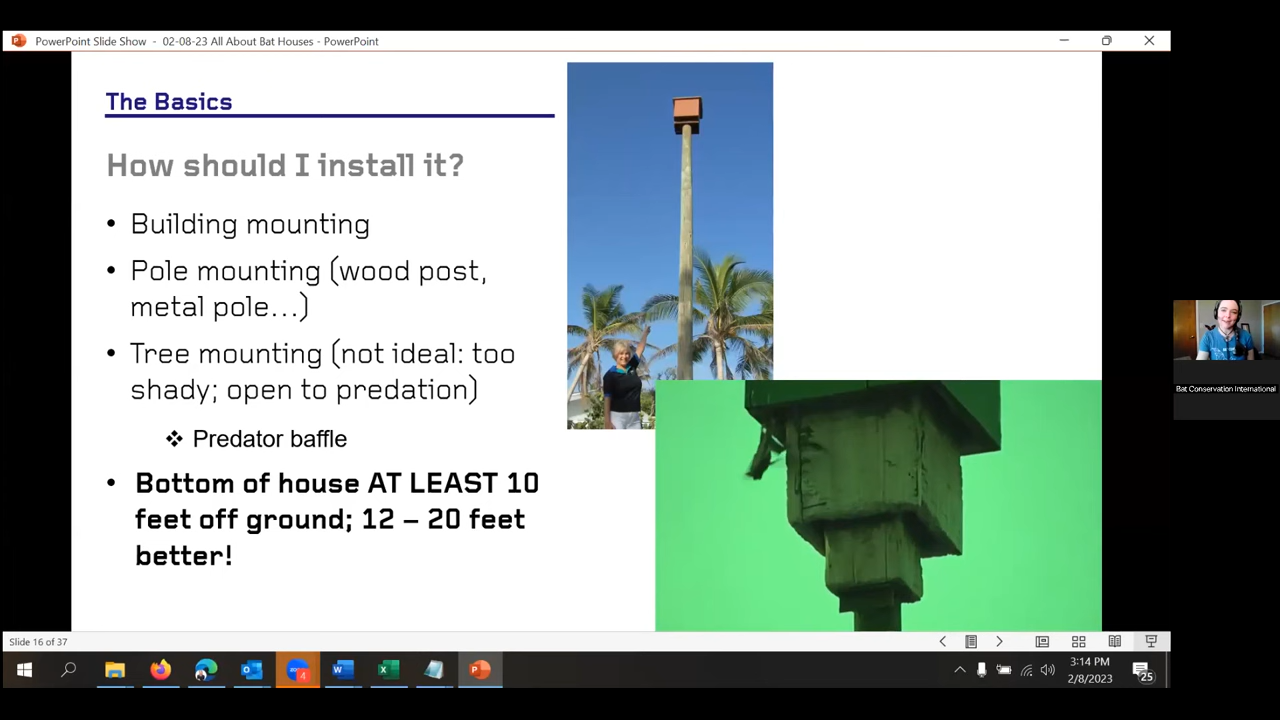 PowerPoint Slide Show - 02-08-23 All About Bat Houses - PowerPoint
The Basics
How should I install it?
• Building mounting
• Pole mounting (wood post,
metal pole...)
• Tree mounting (not ideal: too
shady; open to predation)
❖ Predator baffle
• Bottom of house AT LEAST 10
feet off ground; 12 – 20 feet
better!
Bat Conservation International
Slide 16 of 37
3:14 PM
2/8/2023
4
25